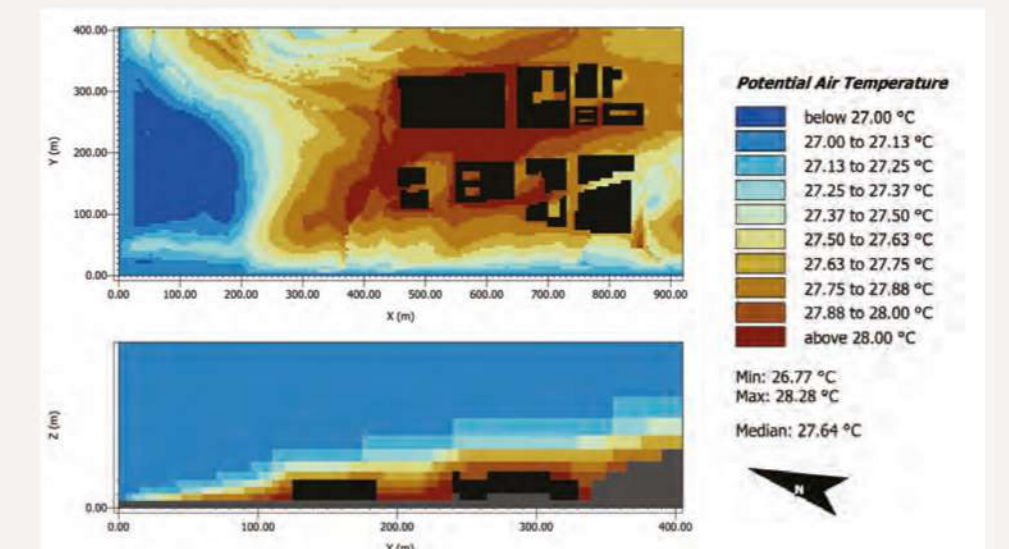 400.00
300.00
200.00
100.00
0.00
Y (m)
0.00 100.00 200.00 300.00 400.00 500.00 600.00 700.00 800.00 900.00
X (m)
Z (m)
0.00
0.00 100.00 200.00 300.00 400.00
Y (m)
Potential Air Temperature
below 27.00 °C
27.00 to 27.13 °C
27.13 to 27.25 °C
27.25 to 27.37 °C
27.37 to 27.50 °C
27.50 to 27.63 °C
27.63 to 27.75 °C
27.75 to 27.88 °C
27.88 to 28.00 °C
above 28.00 °C
Min: 26.77 °C
Max: 28.28 °C
Median: 27.64 °C
N